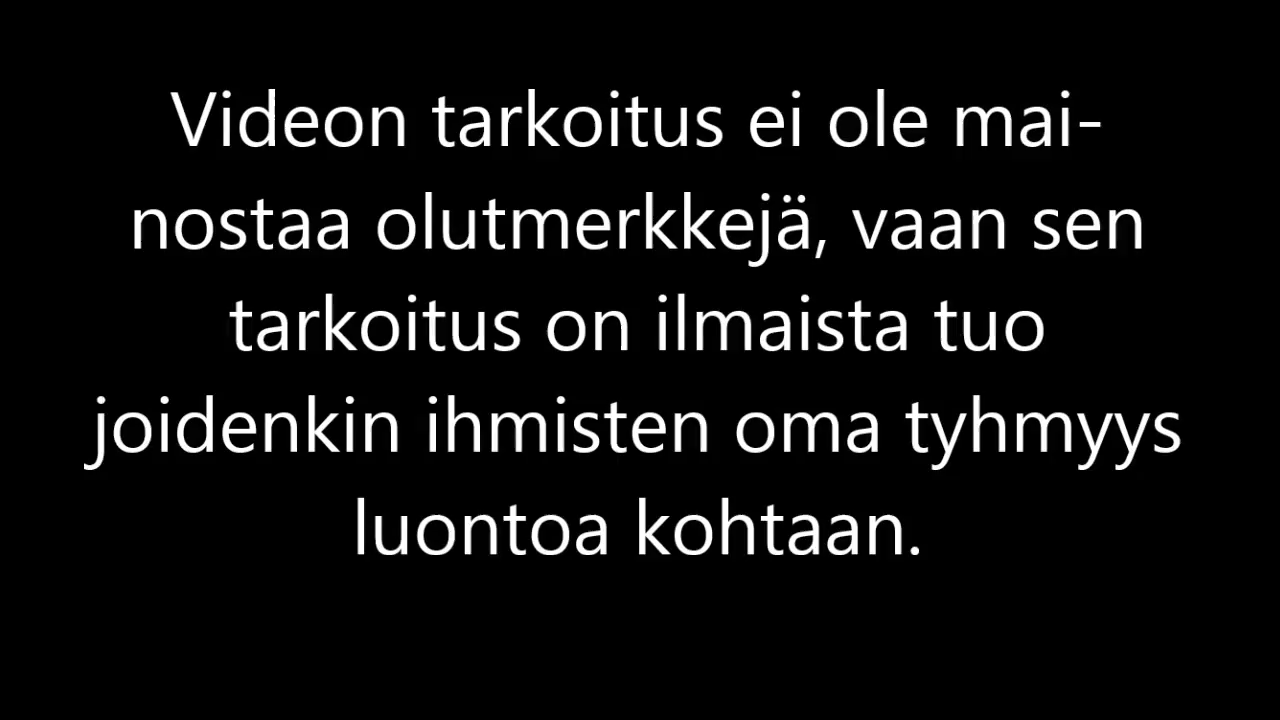 Videon tarkoitus ei ole mai-
nostaa olutmerkkejä, vaan sen
tarkoitus on ilmaista tuo
joidenkin ihmisten oma tyhmyys
luontoa kohtaan.